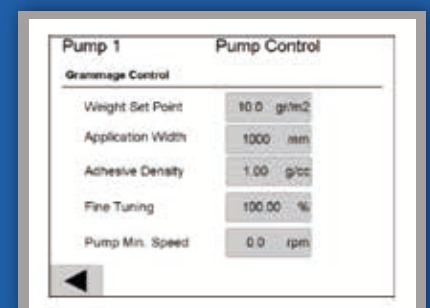 Pump 1 Pump Control
Grammage Control
Weight Set Point 10.0 gr/m2
Application Width 1000 mm
Adhesive Density 1.00 g/cc
Fine Tuning 100.00 %
Pump Min. Speed 0.0 rpm